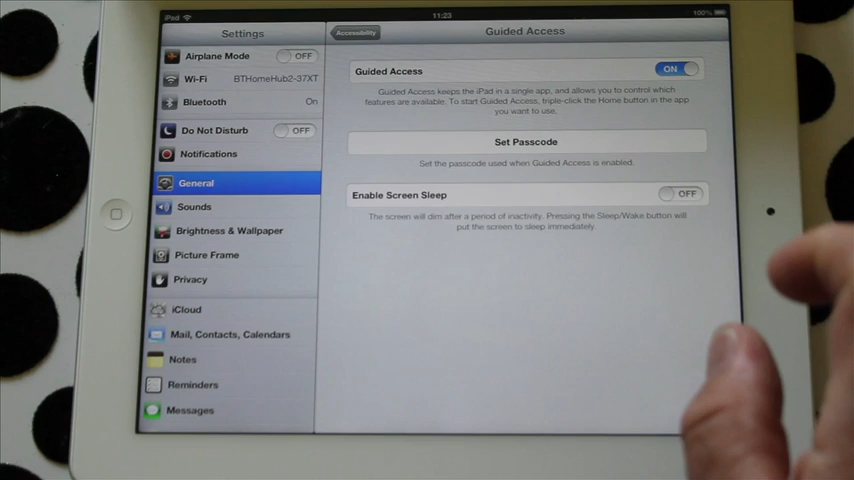 iPad
11:23
100%
Settings
Airplane Mode OFF
Wi-Fi BTHomeHub2-37XT
Bluetooth On
Do Not Disturb OFF
Notifications
General
Sounds
Brightness & Wallpaper
Picture Frame
Privacy
iCloud
Mail, Contacts, Calendars
Notes
Reminders
Messages
Accessibility
Guided Access
Guided Access ON
Guided Access keeps the iPad in a single app, and allows you to control which
features are available. To start Guided Access, triple-click the Home button in the app
you want to use.
Set Passcode
Set the passcode used when Guided Access is enabled.
Enable Screen Sleep OFF
The screen will dim after a period of inactivity. Pressing the Sleep/Wake button will
put the screen to sleep immediately.